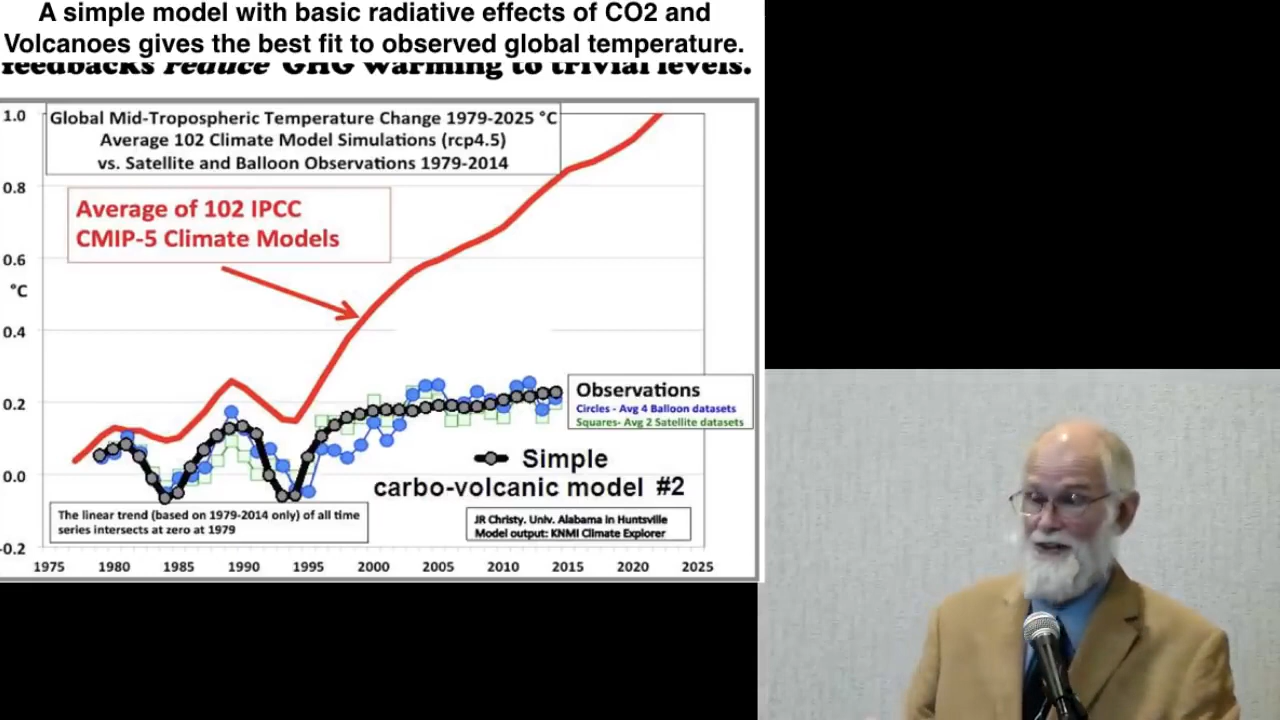 A simple model with basic radiative effects of CO2 and
Volcanoes gives the best fit to observed global temperature.
feedbacks reduce GHG warming to trivial levels.
1.0
Global Mid-Tropospheric Temperature Change 1979-2025 °C
Average 102 Climate Model Simulations (rcp4.5)
vs. Satellite and Balloon Observations 1979-2014
0.8
Average of 102 IPCC
CMIP-5 Climate Models
0.6
°C
0.4
Observations
0.2
Circles - Avg 4 Balloon datasets
Squares- Avg 2 Satellite datasets
Simple
0.0
carbo-volcanic model #2
The linear trend (based on 1979-2014 only) of all time
series intersects at zero at 1979
JR Christy. Univ. Alabama in Huntsville
Model output: KNMI Climate Explorer
-0.2
1975 1980 1985 1990 1995 2000 2005 2010 2015 2020 2025